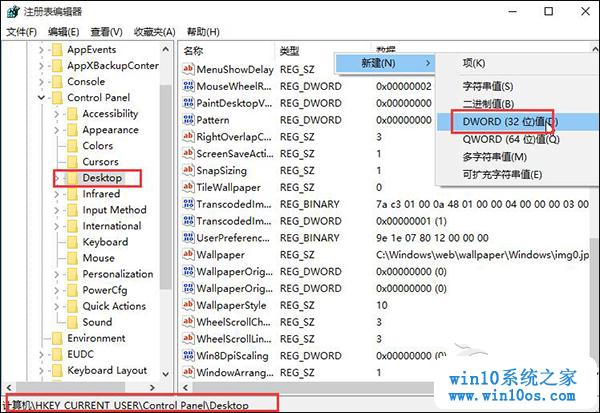 注册表编辑器
文件(F) 编辑(E) 查看(V) 收藏夹(A) 帮助(H)
AppEvents
AppXBackupConter
Console
Control Panel
Accessibility
Appearance
Colors
Cursors
Desktop
Infrared
Input Method
International
Keyboard
Mouse
Personalization
PowerCfg
Quick Actions
Sound
Environment
EUDC
Keyboard Layout
名称 类型 数据
MenuShowDelay REG_SZ
MouseWheelR... REG_DWORD 0x00000002
PaintDesktopV... REG_DWORD 0x00000000
Pattern REG_DWORD 0x00000000
RightOverlapC... REG_SZ 3
ScreenSaveActi... REG_SZ 1
SnapSizing REG_SZ 1
TileWallpaper REG_SZ 0
TranscodedIm... REG_BINARY 7a c3 01 00 0a 48 01 00 00 04 00 00 00 03 00
TranscodedIm... REG_DWORD 0x00000001 (1)
UserPreferenc... REG_BINARY 9e 1e 07 80 12 00 00 00
Wallpaper REG_SZ C:\Windows\web\wallpaper\Windows\img0.jp
WallpaperOrig... REG_DWORD 0x00000000 (0)
WallpaperOrig... REG_DWORD 0x00000000 (0)
WallpaperStyle REG_SZ 10
WheelScrollCh... REG_SZ 3
WheelScrollLin... REG_SZ 3
Win8DpiScaling REG_DWORD 0x00000000 (0)
WindowArrang... REG_SZ 1
新建(N)
项(K)
字符串值(S)
二进制值(B)
DWORD (32 位)值(D)
QWORD (64 位)值(Q)
多字符串值(M)
可扩充字符串值(E)
计算机\HKEY_CURRENT_USER\Control Panel\Desktop
win10系统之家
www.win10os.com